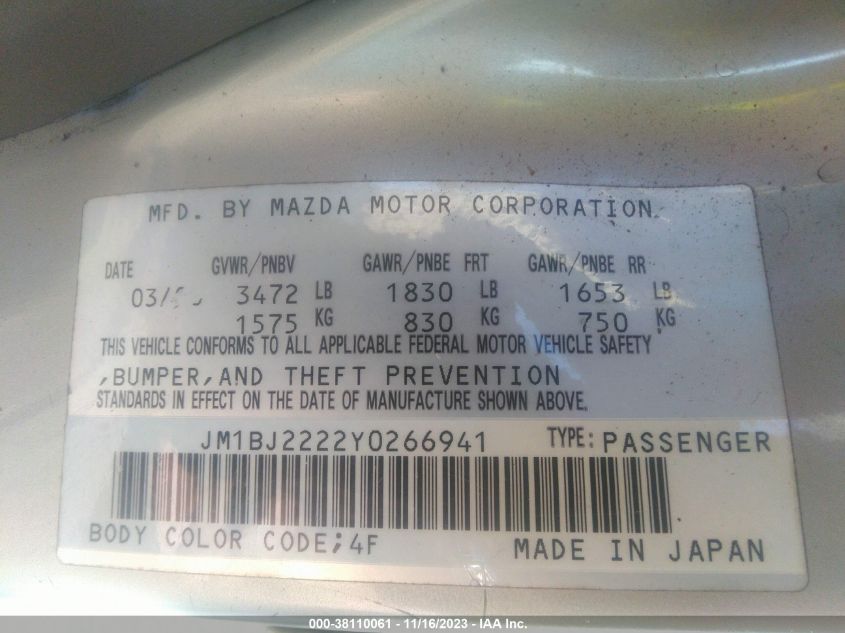 MFD. BY MAZDA MOTOR CORPORATION
DATE GVWR/PNBV GAWR/PNBE FRT GAWR/PNBE RR
3472 LB 1830 LB 1653 LB
1575 KG 830 KG 750 KG
THIS VEHICLE CONFORMS TO ALL APPLICABLE FEDERAL MOTOR VEHICLE SAFETY
,BUMPER,AND THEFT PREVENTION
STANDARDS IN EFFECT ON THE DATE OF MANUFACTURE SHOWN ABOVE.
JM1BJ2222Y0266941 TYPE: PASSENGER
BODY COLOR CODE;4F MADE IN JAPAN
000-38110061 - 11/16/2023 - IAA Inc.